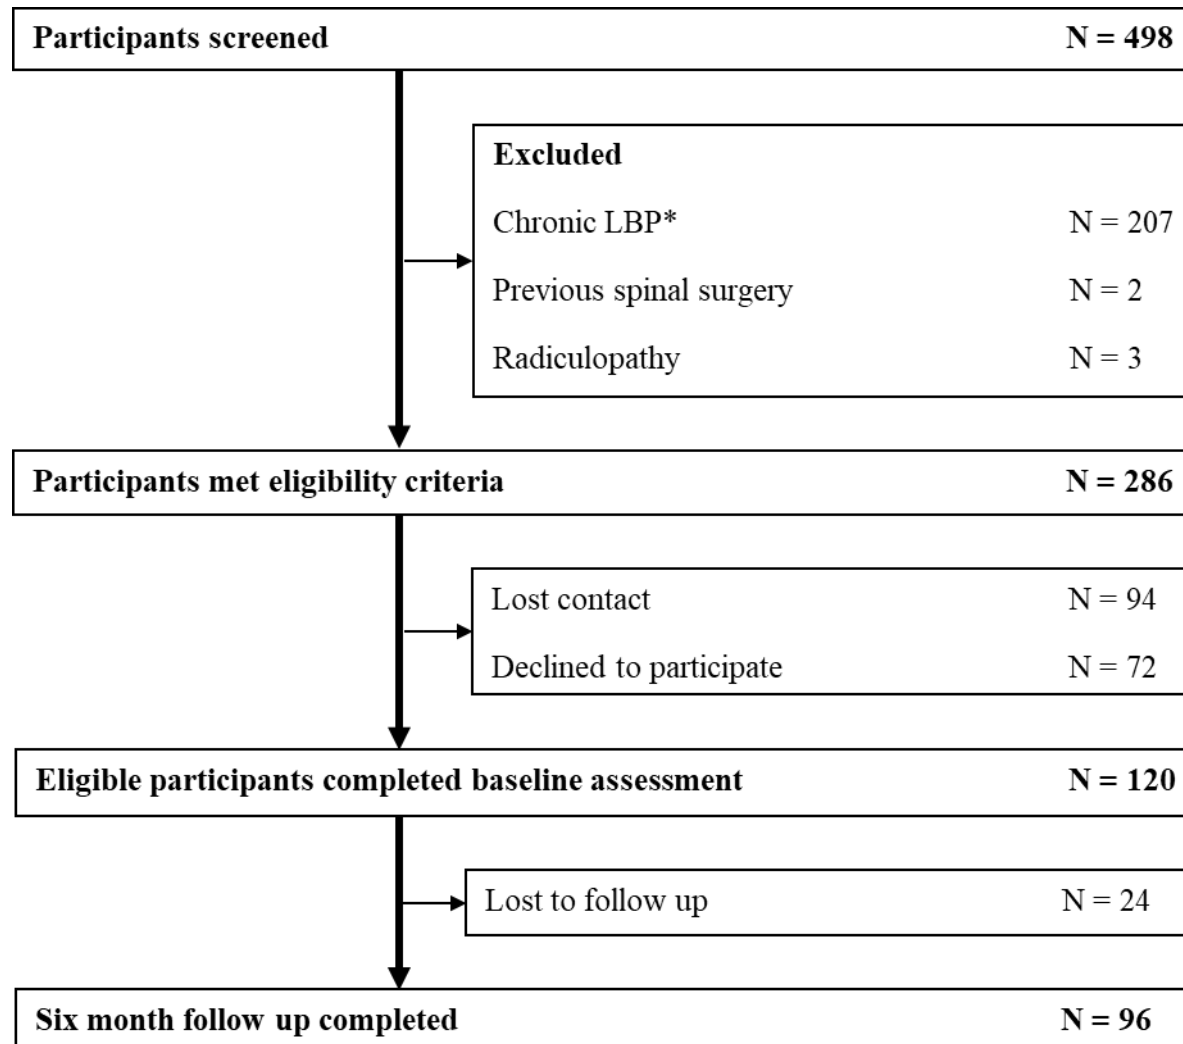 Participants screened N = 498
Excluded
Chronic LBP* N = 207
Previous spinal surgery N = 2
Radiculopathy N = 3
Participants met eligibility criteria N = 286
Lost contact N = 94
Declined to participate N = 72
Eligible participants completed baseline assessment N = 120
Lost to follow up N = 24
Six month follow up completed N = 96